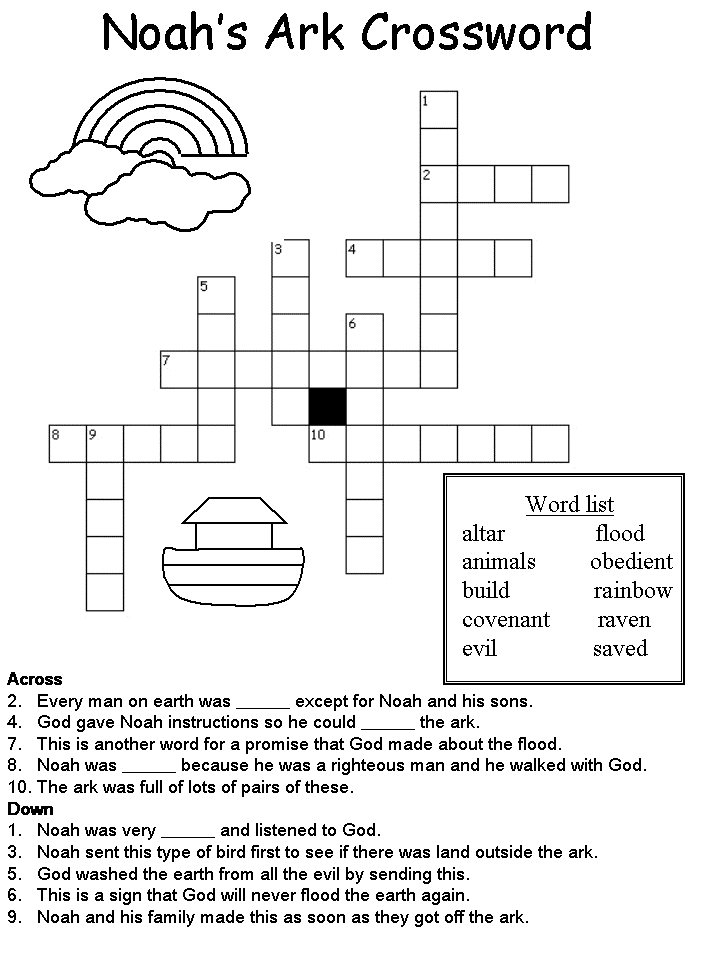 Noah's Ark Crossword
1
2
3
4
5
6
7
8
9
10
Word list
altar flood
animals obedient
build rainbow
covenant raven
evil saved
Across
2. Every man on earth was ______ except for Noah and his sons.
4. God gave Noah instructions so he could ______ the ark.
7. This is another word for a promise that God made about the flood.
8. Noah was ______ because he was a righteous man and he walked with God.
10. The ark was full of lots of pairs of these.
Down
1. Noah was very ______ and listened to God.
3. Noah sent this type of bird first to see if there was land outside the ark.
5. God washed the earth from all the evil by sending this.
6. This is a sign that God will never flood the earth again.
9. Noah and his family made this as soon as they got off the ark.